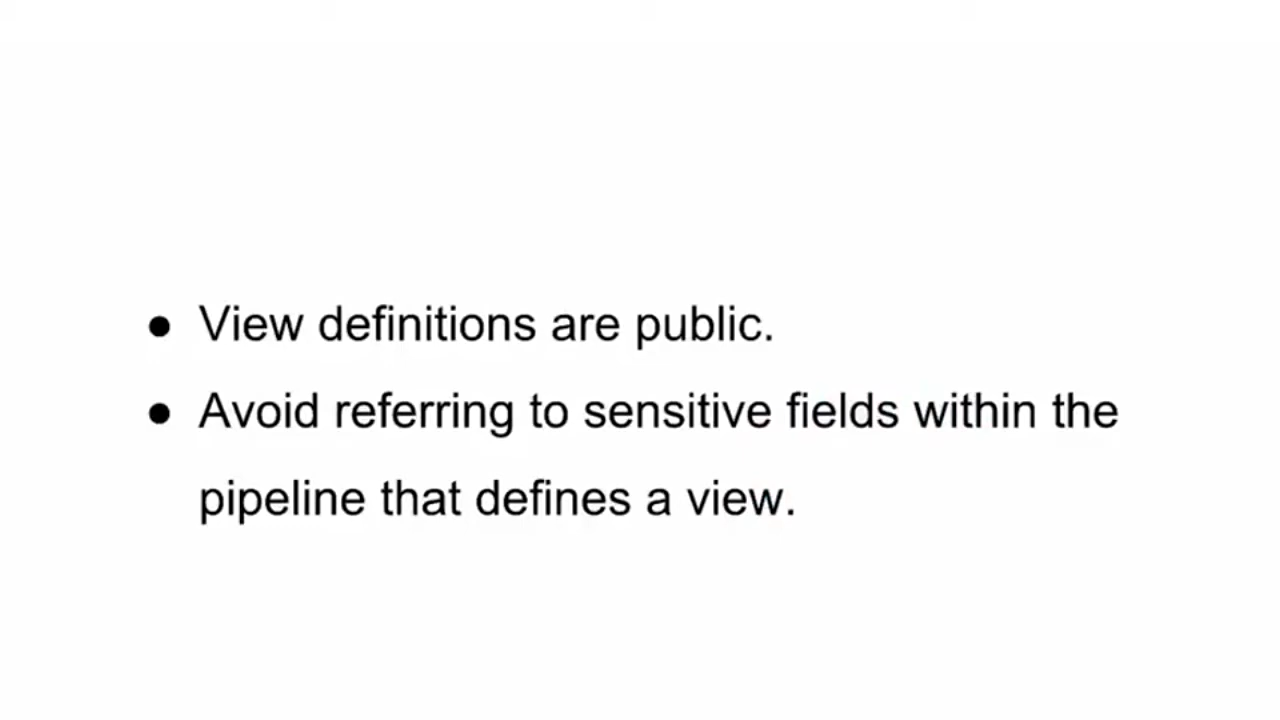 ● View definitions are public.
● Avoid referring to sensitive fields within the
pipeline that defines a view.